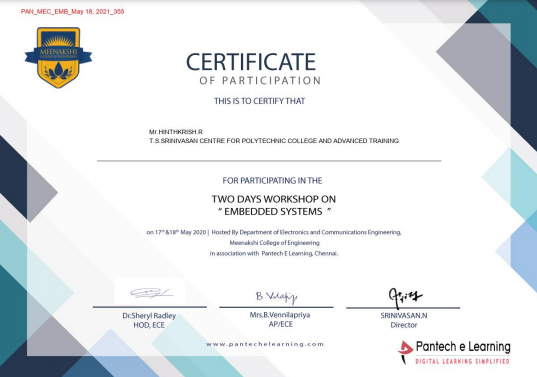 PAN_MEC_EMB_May 18, 2021_355
MEENAKSHI
CERTIFICATE
OF PARTICIPATION
THIS IS TO CERTIFY THAT
Mr.HINTHKRISH.R
T.S.SRINIVASAN CENTRE FOR POLYTECHNIC COLLEGE AND ADVANCED TRAINING
FOR PARTICIPATING IN THE
TWO DAYS WORKSHOP ON
“ EMBEDDED SYSTEMS ”
on 17th &18th May 2020 | Hosted By Department of Electronics and Communications Engineering,
Meenakshi College of Engineering
in association with Pantech E Learning, Chennai.
Dr.Sheryl Radley
HOD, ECE
Mrs.B.Vennilapriya
AP/ECE
SRINIVASAN.N
Director
www.pantechelearning.com
Pantech e Learning
DIGITAL LEARNING SIMPLIFIED